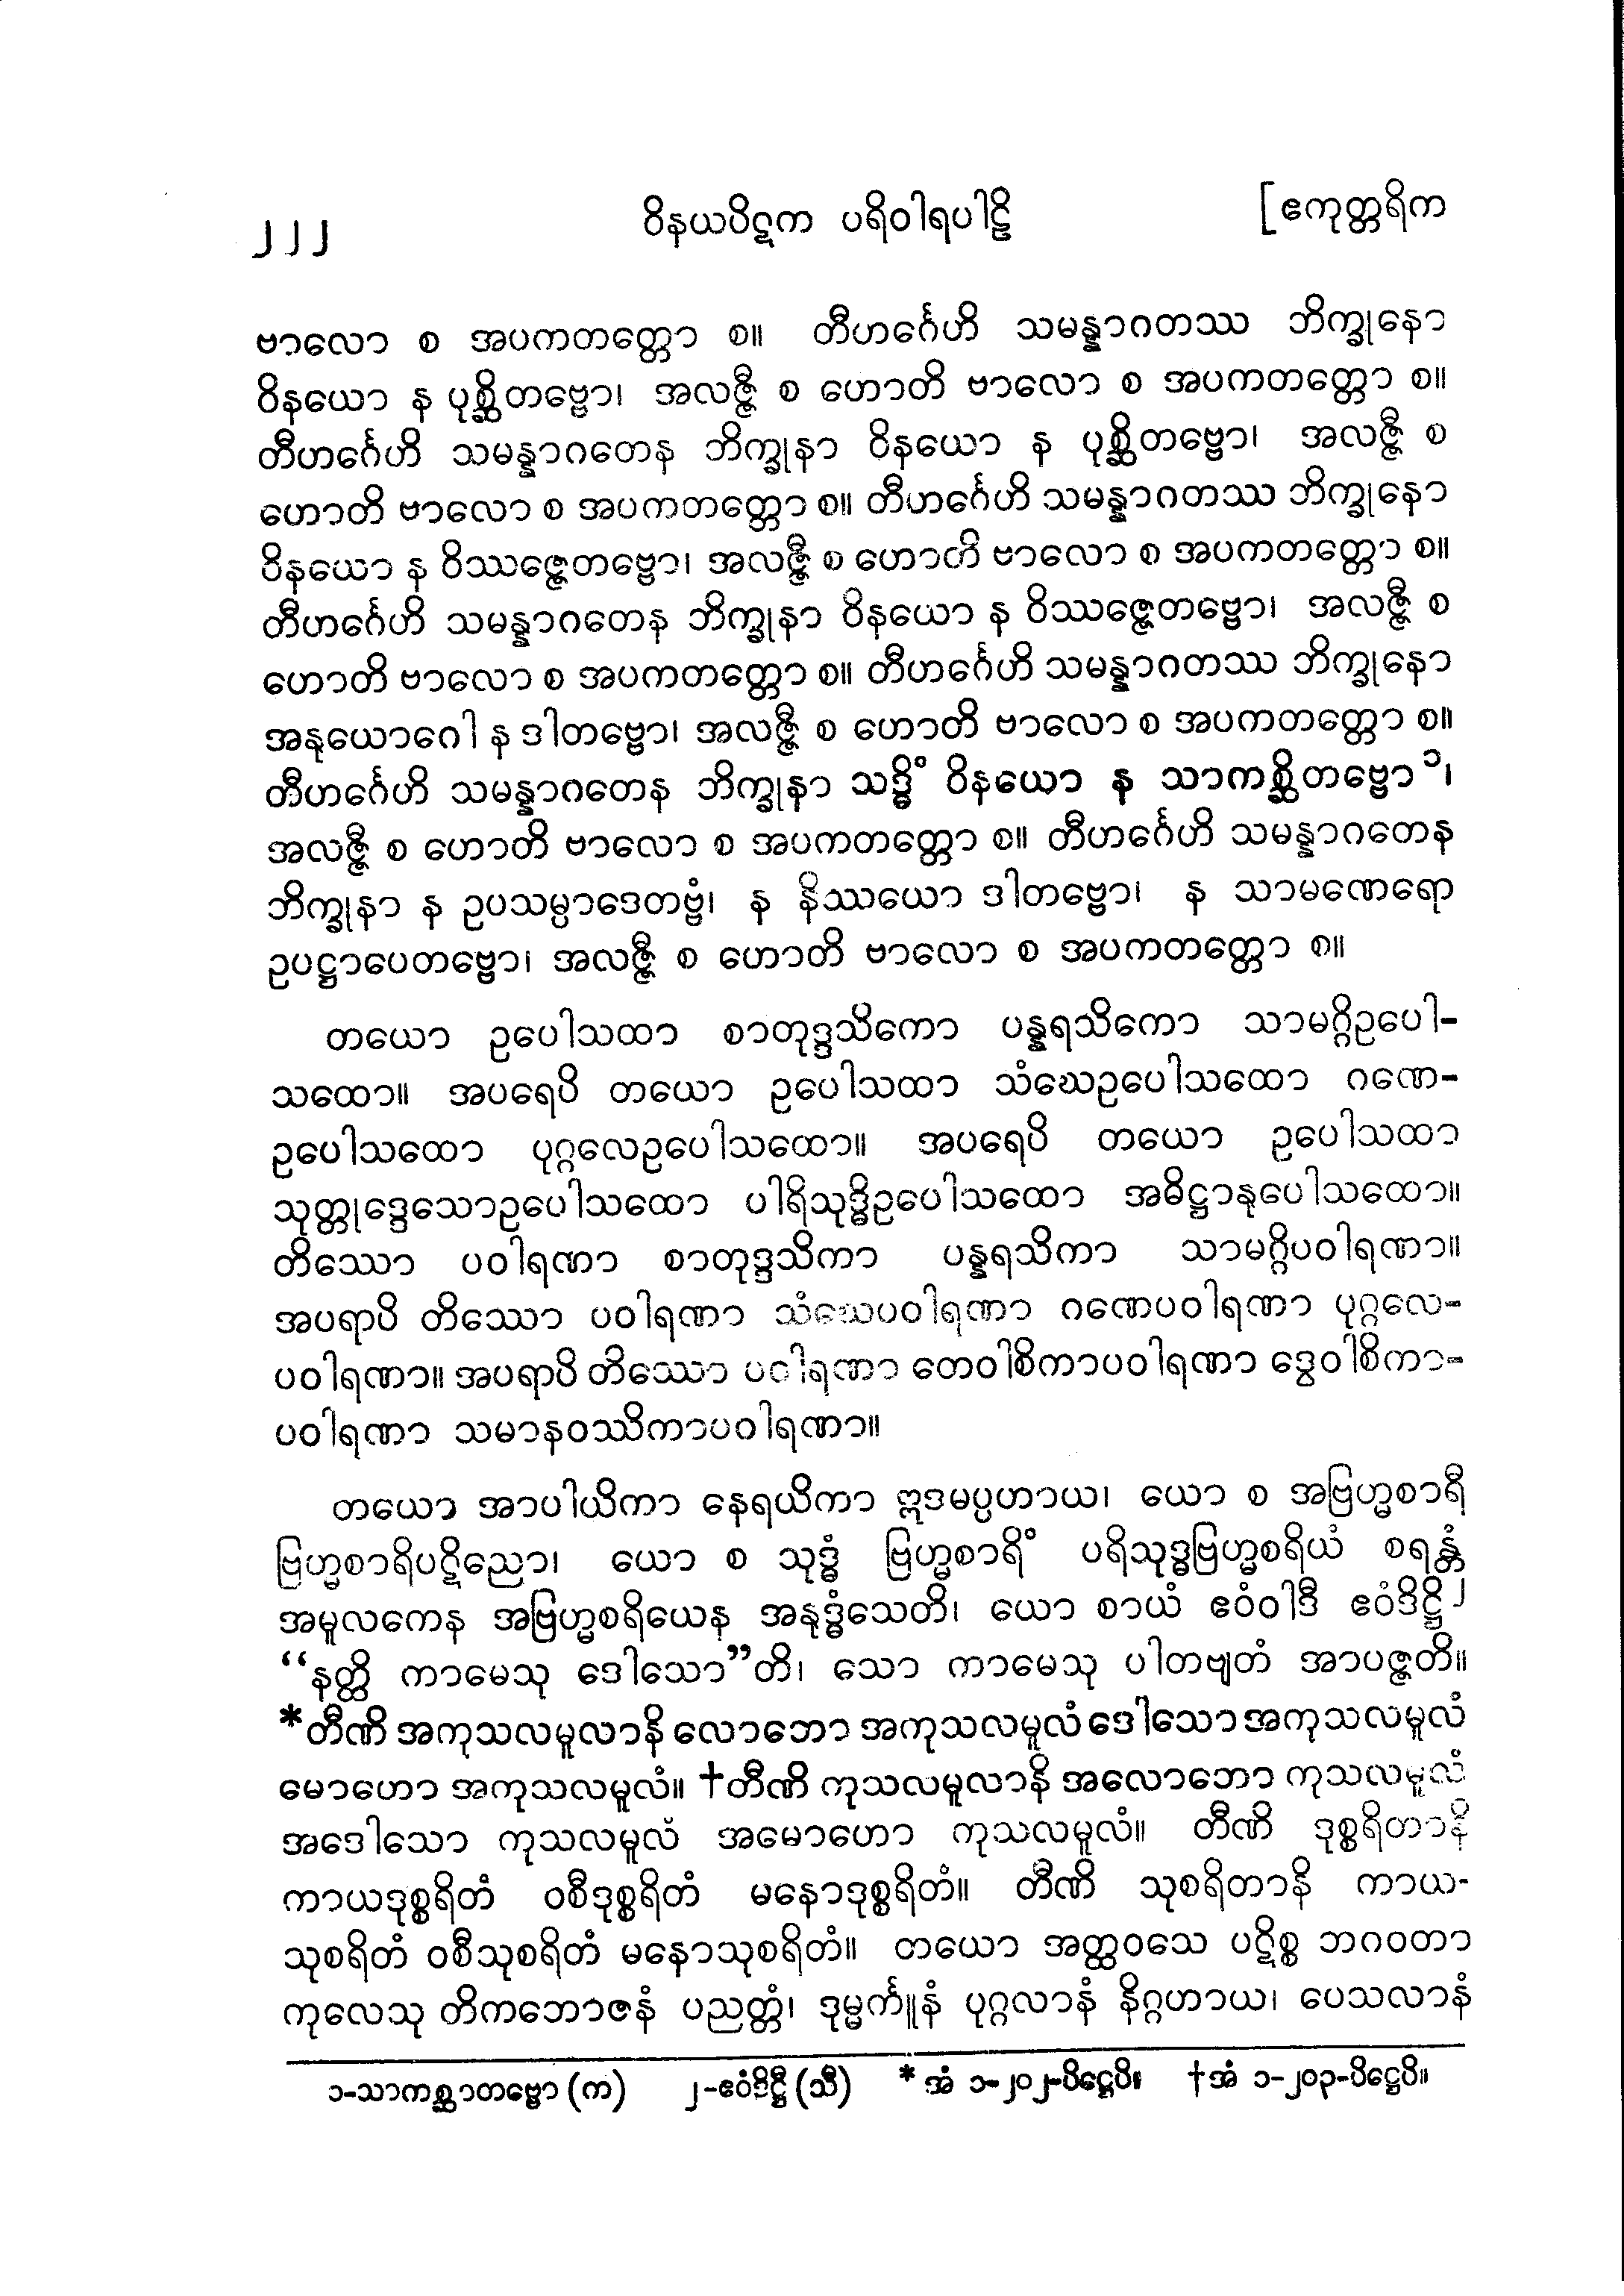 ၂၂၂ ဝိနယပိဋက ပရိဝါရပါဠိ [ဧကုတ္တရိက
ဗာလော စ အပကတတ္တော စ။ တီဟင်္ဂေဟိ သမန္နာဂတဿ ဘိက္ခုနော
ဝိနယော န ပုစ္ဆိတဗ္ဗော၊ အလဇ္ဇီ စ ဟောတိ ဗာလော စ အပကတတ္တော စ။
တီဟင်္ဂေဟိ သမန္နာဂတေန ဘိက္ခုနာ ဝိနယော န ပုစ္ဆိတဗ္ဗော၊ အလဇ္ဇီ စ
ဟောတိ ဗာလော စ အပကတတ္တော စ။ တီဟင်္ဂေဟိ သမန္နာဂတဿ ဘိက္ခုနော
ဝိနယော န ဝိဿဇ္ဇေတဗ္ဗော၊ အလဇ္ဇီ စ ဟောတိ ဗာလော စ အပကတတ္တော စ။
တီဟင်္ဂေဟိ သမန္နာဂတေန ဘိက္ခုနာ ဝိနယော န ဝိဿဇ္ဇေတဗ္ဗော၊ အလဇ္ဇီ စ
ဟောတိ ဗာလော စ အပကတတ္တော စ။ တီဟင်္ဂေဟိ သမန္နာဂတဿ ဘိက္ခုနော
အနုယောဂေါ န ဒါတဗ္ဗော၊ အလဇ္ဇီ စ ဟောတိ ဗာလော စ အပကတတ္တော စ။
တီဟင်္ဂေဟိ သမန္နာဂတေန ဘိက္ခုနာ သဒ္ဓိံ ဝိနယော န သာကစ္ဆိတဗ္ဗော၁၊
အလဇ္ဇီ စ ဟောတိ ဗာလော စ အပကတတ္တော စ။ တီဟင်္ဂေဟိ သမန္နာဂတေန
ဘိက္ခုနာ န ဥပသမ္ပာဒေတဗ္ဗံ၊ န နိဿယော ဒါတဗ္ဗော၊ န သာမဏေရော
ဥပဋ္ဌာပေတဗ္ဗော၊ အလဇ္ဇီ စ ဟောတိ ဗာလော စ အပကတတ္တော စ။
တယော ဥပေါသထာ စာတုဒ္ဒသိကော ပန္နရသိကော သာမဂ္ဂိဥပေါ-
သထော။ အပရေပိ တယော ဥပေါသထာ သံဃေဥပေါသထော ဂဏေ-
ဥပေါသထော ပုဂ္ဂလေဥပေါသထော။ အပရေပိ တယော ဥပေါသထာ
သုတ္တုဒ္ဒေသောဥပေါသထော ပါရိသုဒ္ဓိဥပေါသထော အဓိဋ္ဌာနုပေါသထော။
တိဿော ပဝါရဏာ စာတုဒ္ဒသိကာ ပန္နရသိကာ သာမဂ္ဂိပဝါရဏာ။
အပရာပိ တိဿော ပဝါရဏာ သံဃေပဝါရဏာ ဂဏေပဝါရဏာ ပုဂ္ဂလေ-
ပဝါရဏာ။ အပရာပိ တိဿော ပဝါရဏာ တေဝါစိကာပဝါရဏာ ဒွေဝါစိကာ-
ပဝါရဏာ သမာနဝဿိကာပဝါရဏာ။
တယော အာပါယိကာ နေရယိကာ ဣဒမပ္ပဟာယ၊ ယော စ အဗြဟ္မစာရီ
ဗြဟ္မစာရိပဋိညော၊ ယော စ သုဒ္ဓံ ဗြဟ္မစာရိံ ပရိသုဒ္ဓဗြဟ္မစရိယံ စရန္တံ
အမူလကေန အဗြဟ္မစရိယေန အနုဒ္ဓံသေတိ၊ ယော စာယံ ဧဝံဝါဒီ ဧဝံဒိဋ္ဌိ၂
“နတ္ထိ ကာမေသု ဒေါသော”တိ၊ သော ကာမေသု ပါတဗျတံ အာပဇ္ဇတိ။
*တီဏိ အကုသလမူလာနိ လောဘော အကုသလမူလံ ဒေါသော အကုသလမူလံ
မောဟော အကုသလမူလံ။ †တီဏိ ကုသလမူလာနိ အလောဘော ကုသလမူလံ
အဒေါသော ကုသလမူလံ အမောဟော ကုသလမူလံ။ တီဏိ ဒုစ္စရိတာနိ
ကာယဒုစ္စရိတံ ဝစီဒုစ္စရိတံ မနောဒုစ္စရိတံ။ တီဏိ သုစရိတာနိ ကာယ-
သုစရိတံ ဝစီသုစရိတံ မနောသုစရိတံ။ တယော အတ္ထဝသေ ပဋိစ္စ ဘဂဝတာ
ကုလေသု တိကဘောဇနံ ပညတ္တံ၊ ဒုမ္မင်္ကူနံ ပုဂ္ဂလာနံ နိဂ္ဂဟာယ၊ ပေသလာနံ
၁-သာကစ္ဆာတဗ္ဗော (က) ၂-ဧဝံဒိဋ္ဌီ (သီ) * အံ ၁-၂၀၂-ပိဋ္ဌေပိ။ †အံ ၁-၂၀၃-ပိဋ္ဌေပိ။